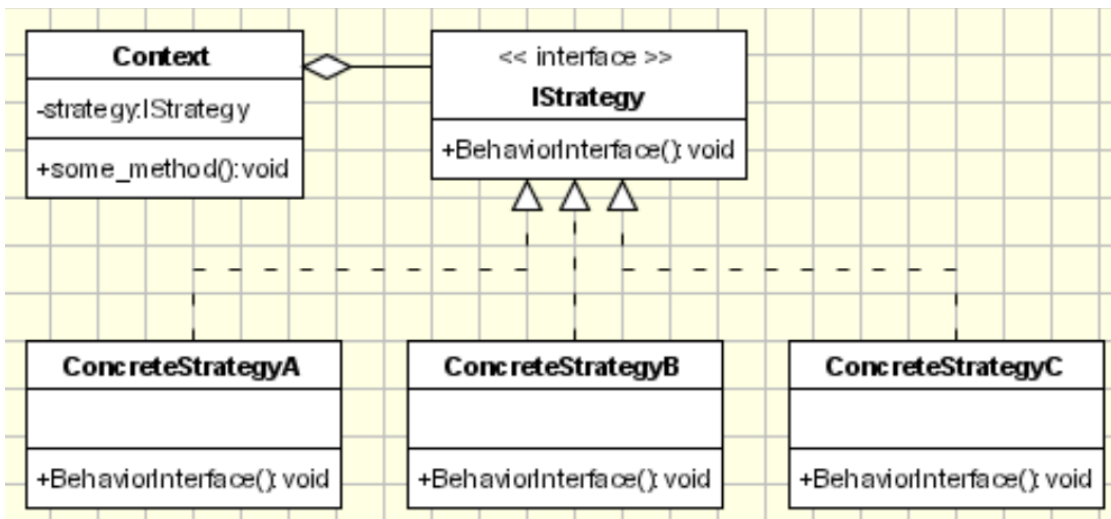 Context
-strategy:IStrategy
+some_method():void
<< interface >>
IStrategy
+BehaviorInterface(): void
ConcreteStrategyA
+BehaviorInterface(): void
ConcreteStrategyB
+BehaviorInterface(): void
ConcreteStrategyC
+BehaviorInterface(): void